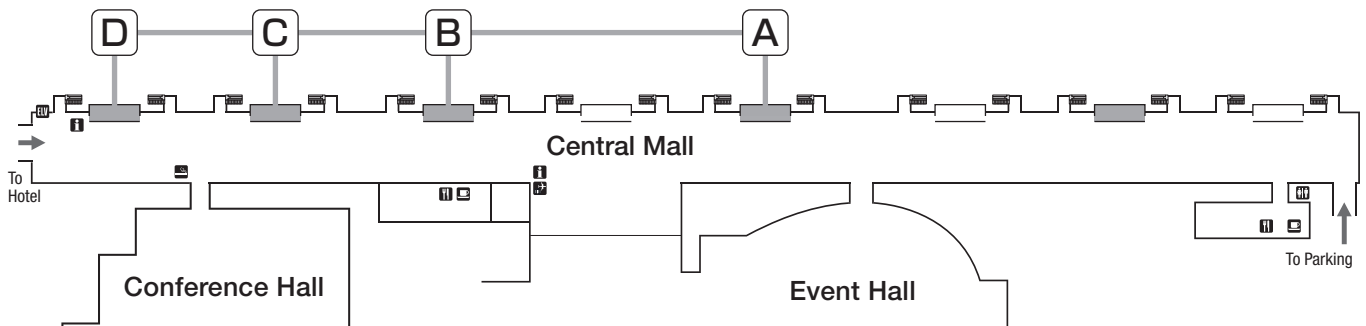 D
C
B
A
Central Mall
To
Hotel
Conference Hall
Event Hall
To Parking